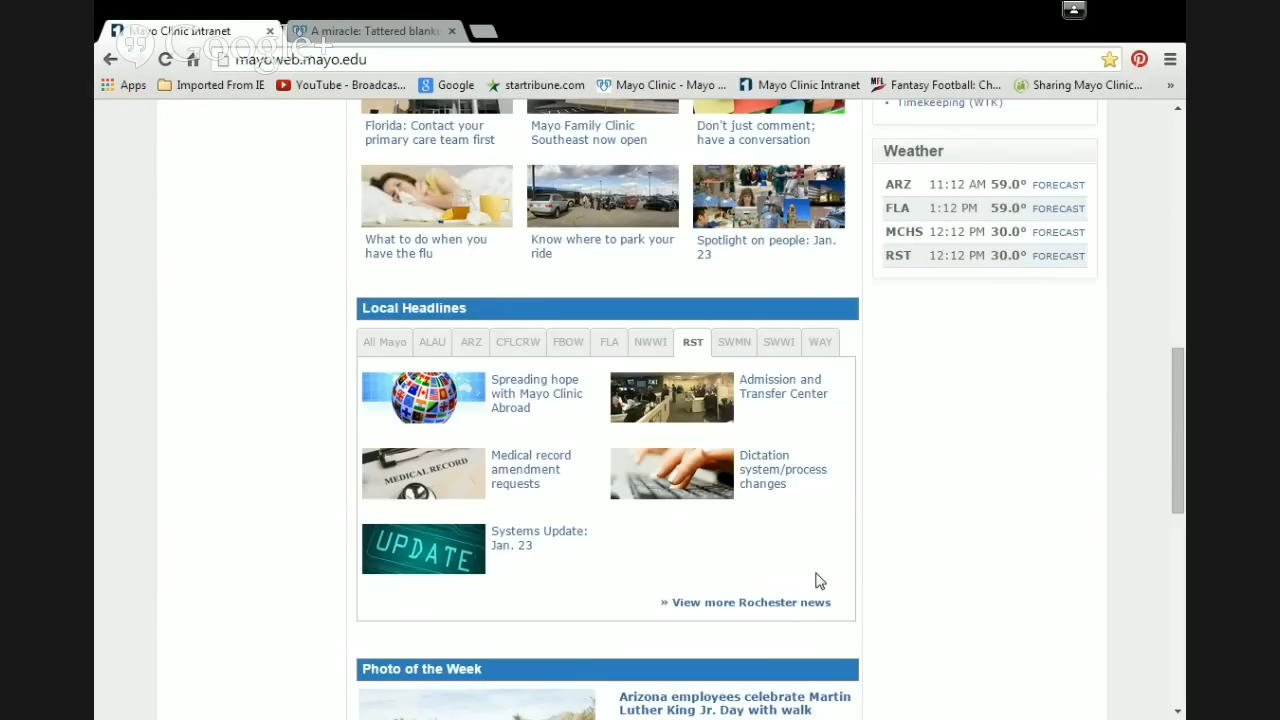 Mayo Clinic Intranet
A miracle: Tattered blanke
Google+
mayoweb.mayo.edu
Apps
Imported From IE
YouTube - Broadcas...
Google
startribune.com
Mayo Clinic - Mayo ...
Mayo Clinic Intranet
Fantasy Football: Ch...
Sharing Mayo Clinic...
»
Timekeeping (WTK)
Florida: Contact your
primary care team first
Mayo Family Clinic
Southeast now open
Don't just comment;
have a conversation
Weather
ARZ 11:12 AM 59.0° FORECAST
FLA 1:12 PM 59.0° FORECAST
MCHS 12:12 PM 30.0° FORECAST
RST 12:12 PM 30.0° FORECAST
What to do when you
have the flu
Know where to park your
ride
Spotlight on people: Jan.
23
Local Headlines
All Mayo ALAU ARZ CFLCRW FBOW FLA NWWI RST SWMN SWWI WAY
Spreading hope
with Mayo Clinic
Abroad
Admission and
Transfer Center
MEDICAL RECORD
Medical record
amendment
requests
Dictation
system/process
changes
UPDATE
Systems Update:
Jan. 23
» View more Rochester news
Photo of the Week
Arizona employees celebrate Martin
Luther King Jr. Day with walk